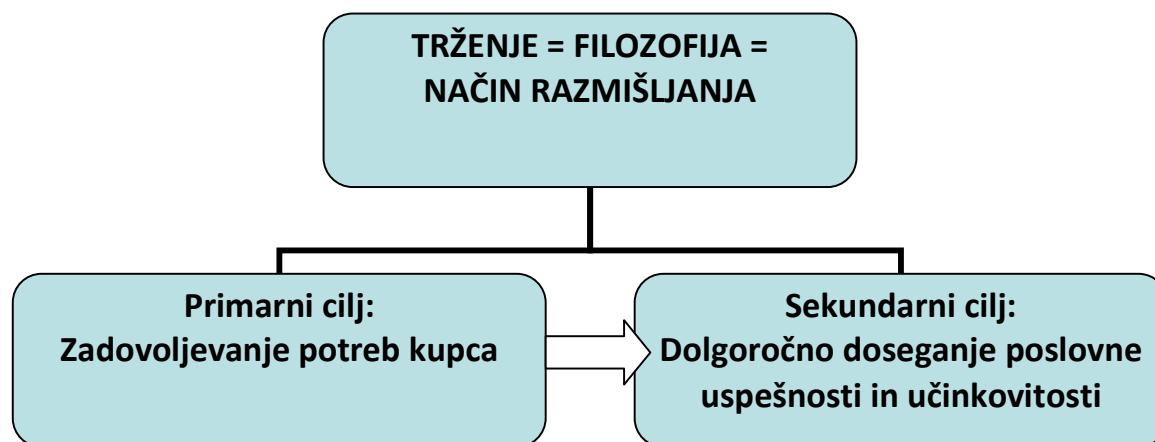 TRŽENJE = FILOZOFIJA =
NAČIN RAZMIŠLJANJA
Primarni cilj:
Zadovoljevanje potreb kupca
Sekundarni cilj:
Dolgoročno doseganje poslovne
uspešnosti in učinkovitosti